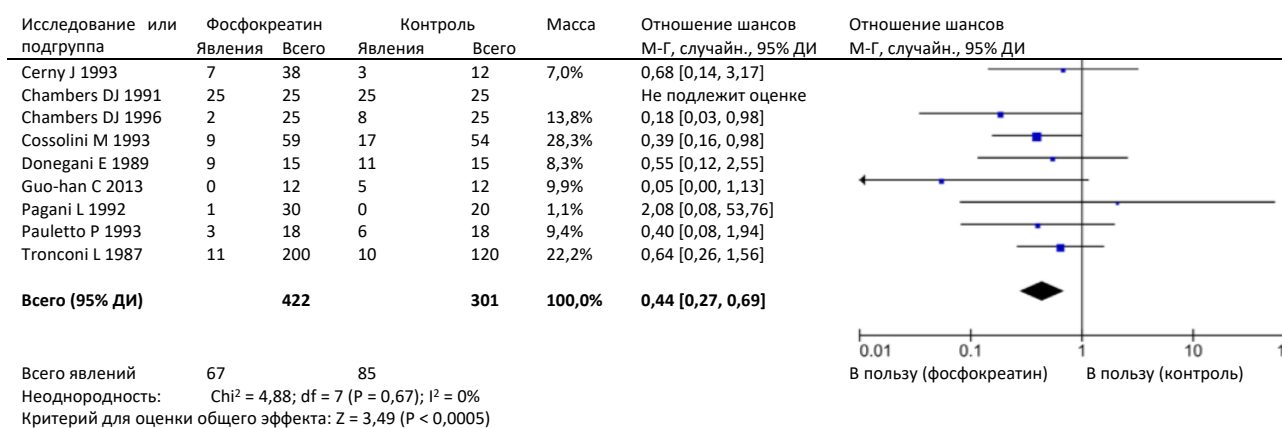 Исследование или подгруппа Фосфокреатин Контроль Масса Отношение шансов Отношение шансов
Явления Всего Явления Всего М-Г, случайн., 95% ДИ М-Г, случайн., 95% ДИ
Cerny J 1993 7 38 3 12 7,0% 0,68 [0,14, 3,17]
Chambers DJ 1991 25 25 25 25 Не подлежит оценке
Chambers DJ 1996 2 25 8 25 13,8% 0,18 [0,03, 0,98]
Cossolini M 1993 9 59 17 54 28,3% 0,39 [0,16, 0,98]
Donegani E 1989 9 15 11 15 8,3% 0,55 [0,12, 2,55]
Guo-han C 2013 0 12 5 12 9,9% 0,05 [0,00, 1,13]
Pagani L 1992 1 30 0 20 1,1% 2,08 [0,08, 53,76]
Pauletto P 1993 3 18 6 18 9,4% 0,40 [0,08, 1,94]
Tronconi L 1987 11 200 10 120 22,2% 0,64 [0,26, 1,56]
Всего (95% ДИ) 422 301 100,0% 0,44 [0,27, 0,69]
0.01 0.1 1 10
Всего явлений 67 85 В пользу (фосфокреатин) В пользу (контроль)
Неоднородность: Chi² = 4,88; df = 7 (P = 0,67); I² = 0%
Критерий для оценки общего эффекта: Z = 3,49 (P < 0,0005)